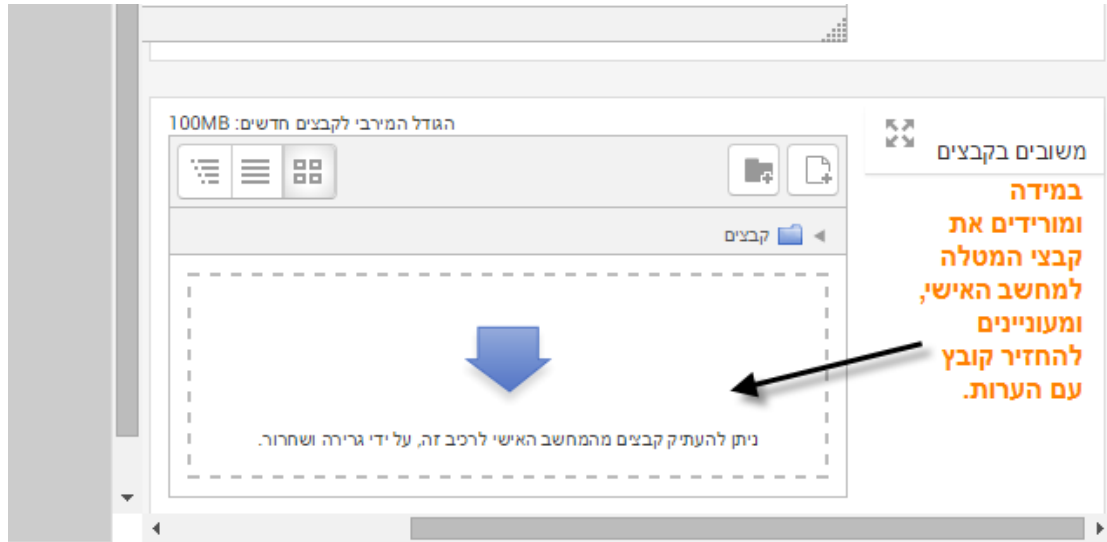 הגודל המירבי לקבצים חדשים: 100MB
משובים בקבצים
במידה
ומורידים את
קבצי המטלה
למחשב האישי,
ומעוניינים
להחזיר קובץ
עם הערות.
קבצים
ניתן להעתיק קבצים מהמחשב האישי לרכיב זה, על ידי גרירה ושחרור.